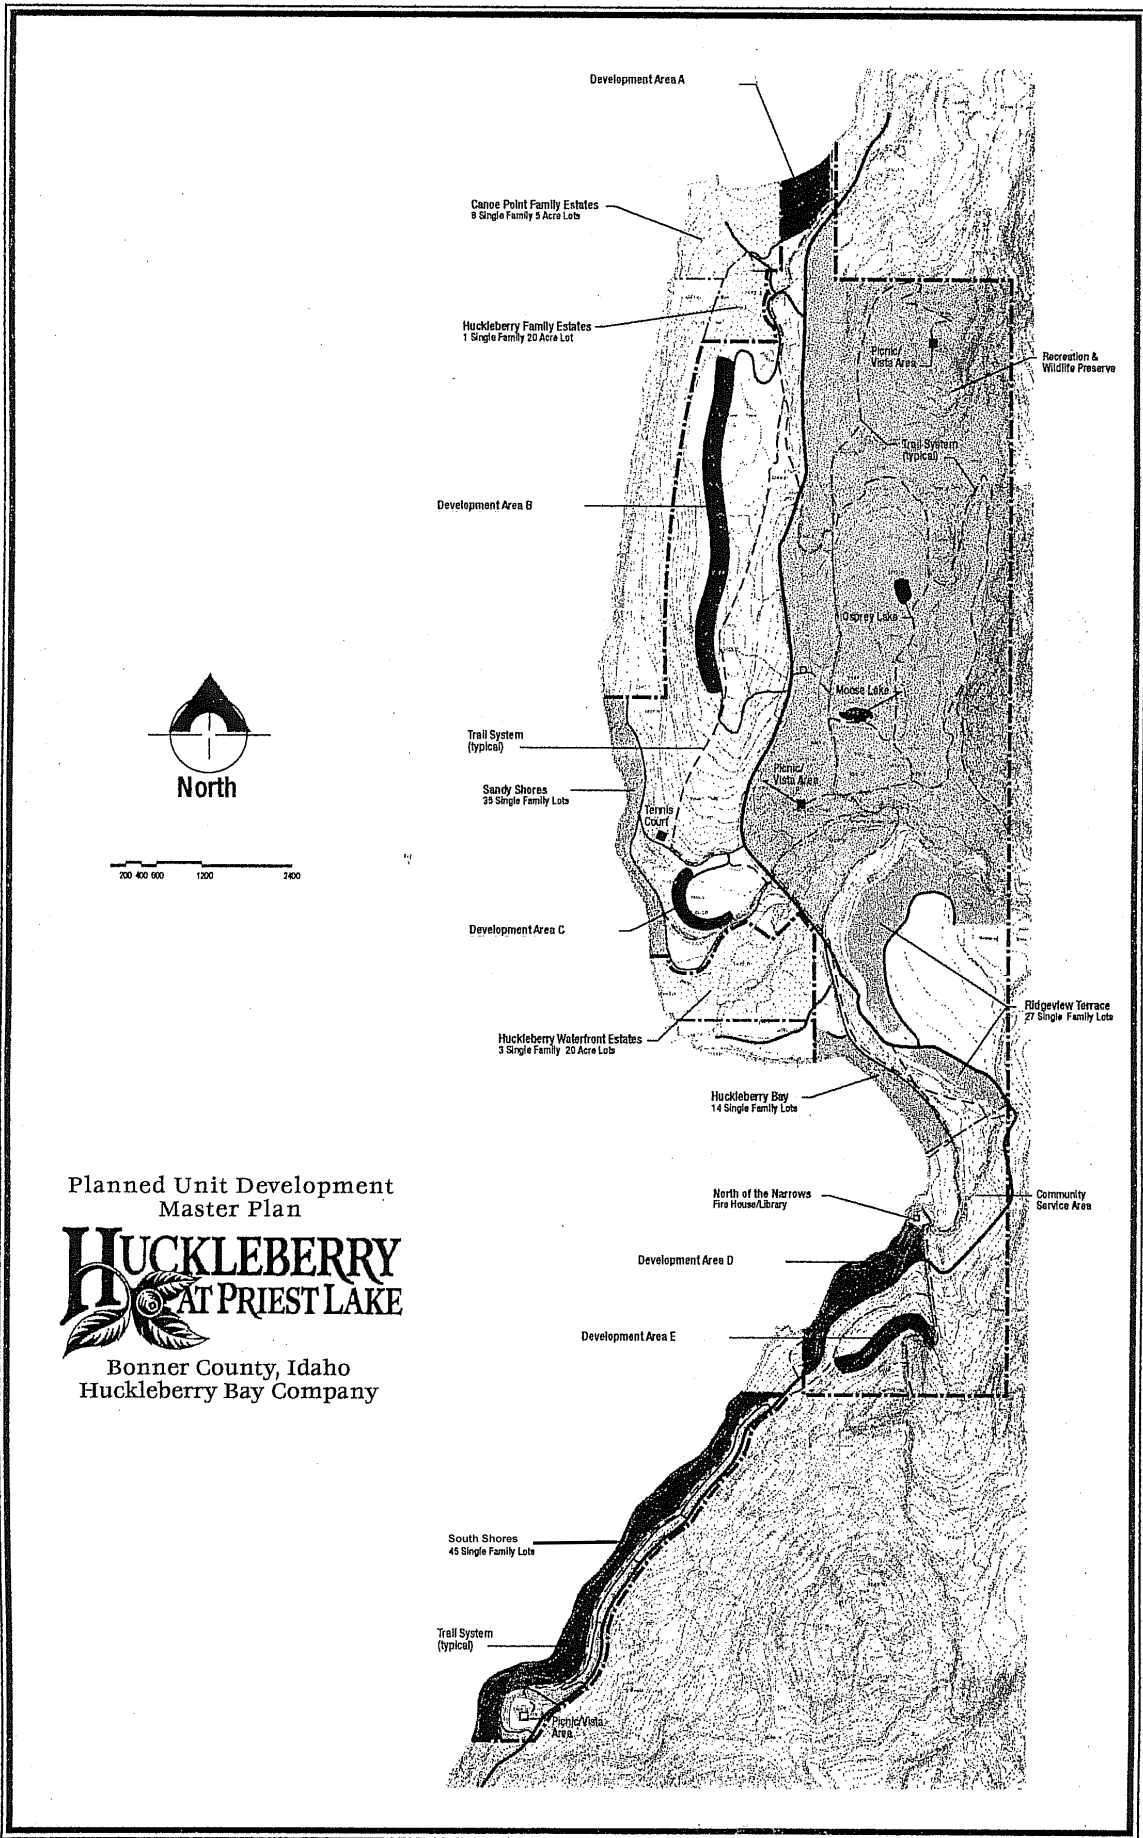 Development Area A
Canoe Point Family Estates
8 Single Family 5 Acre Lots
Huckleberry Family Estates
1 Single Family 20 Acre Lot
Picnic/
Vista Area
Recreation &
Wildlife Preserve
Trail System
(typical)
Development Area B
Osprey Lake
Moose Lake
Trail System
(typical)
Picnic/
Vista Area
Sandy Shores
35 Single Family Lots
Tennis
Court
North
200 400 600 1200 2400
Development Area C
Ridgeview Terrace
27 Single Family Lots
Huckleberry Waterfront Estates
3 Single Family 20 Acre Lots
Huckleberry Bay
14 Single Family Lots
North of the Narrows
Fire House/Library
Community
Service Area
Planned Unit Development
Master Plan
HUCKLEBERRY
AT PRIEST LAKE
Bonner County, Idaho
Huckleberry Bay Company
Development Area D
Development Area E
South Shores
45 Single Family Lots
Trail System
(typical)
Picnic/Vista
Area